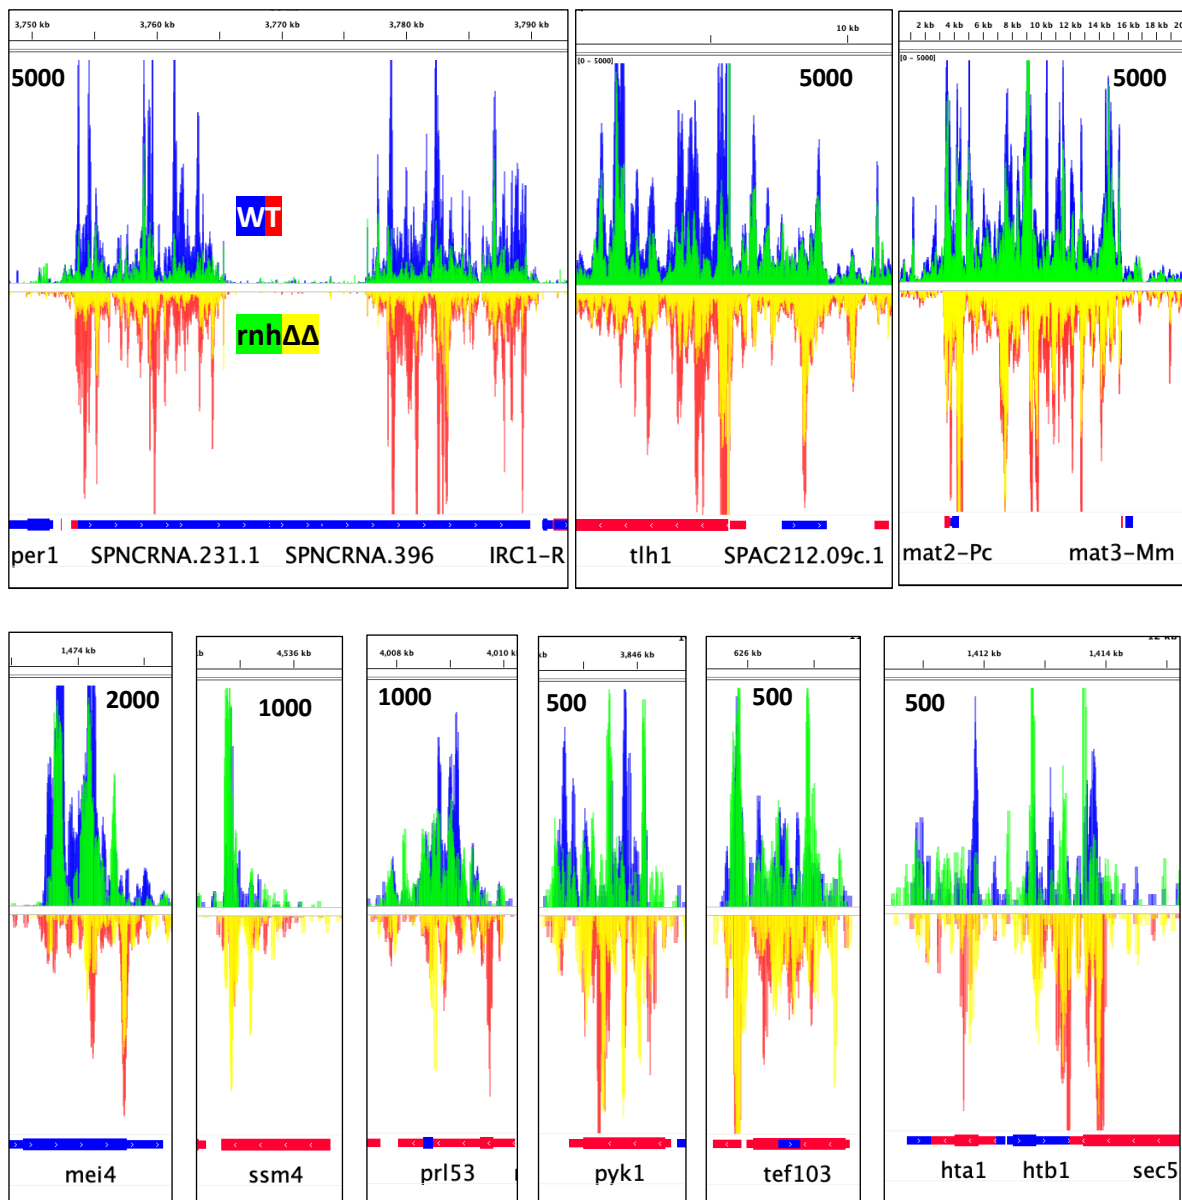 3,750 kb 3,760 kb 3,770 kb 3,780 kb 3,790 kb
5000
WT
rnhΔΔ
per1 SPNCRNA.231.1 SPNCRNA.396 IRC1-R
10 kb
[0 - 5000]
5000
tlh1 SPAC212.09c.1
2 kb 4 kb 6 kb 8 kb 10 kb 12 kb 14 kb 16 kb 18 kb 20
[0 - 5000]
5000
mat2-Pc mat3-Mm
1,474 kb
2000
mei4
4,536 kb
1000
ssm4
4,008 kb 4,010 kb
1000
prl53
kb 3,846 kb
500
pyk1
626 kb
500
tef103
1,412 kb 1,414 kb
500
hta1 htb1 sec5